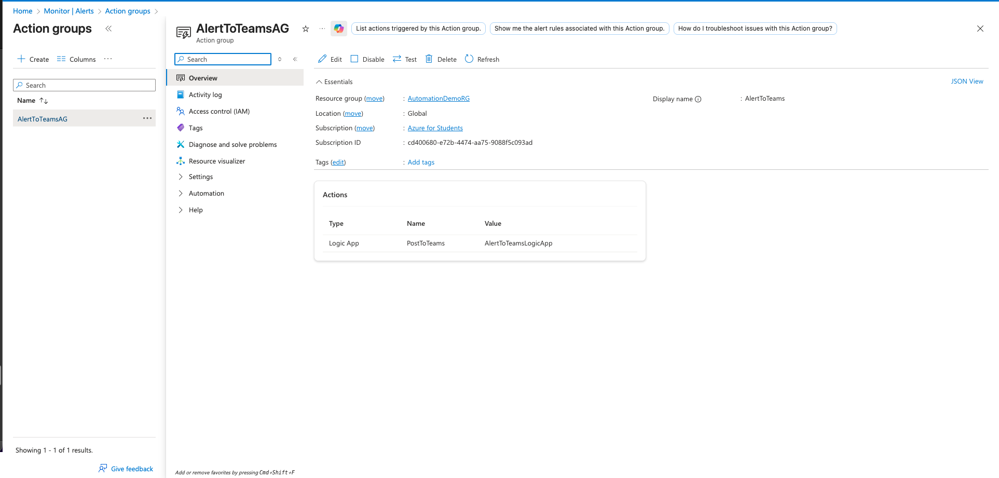 Home > Monitor | Alerts > Action groups >
Action groups «
AlertToTeamsAG
Action group
List actions triggered by this Action group.
Show me the alert rules associated with this Action group.
How do I troubleshoot issues with this Action group?
Create Columns ...
Search
Name
AlertToTeamsAG ...
Showing 1 - 1 of 1 results.
Give feedback
Search
Overview
Activity log
Access control (IAM)
Tags
Diagnose and solve problems
Resource visualizer
Settings
Automation
Help
Add or remove favorites by pressing Cmd+Shift+F
Edit Disable Test Delete Refresh
Essentials
JSON View
Resource group (move) : AutomationDemoRG
Location (move) : Global
Subscription (move) : Azure for Students
Subscription ID : cd400680-e72b-4474-aa75-9088f5c093ad
Tags (edit) : Add tags
Display name : AlertToTeams
Actions
Type Name Value
Logic App PostToTeams AlertToTeamsLogicApp